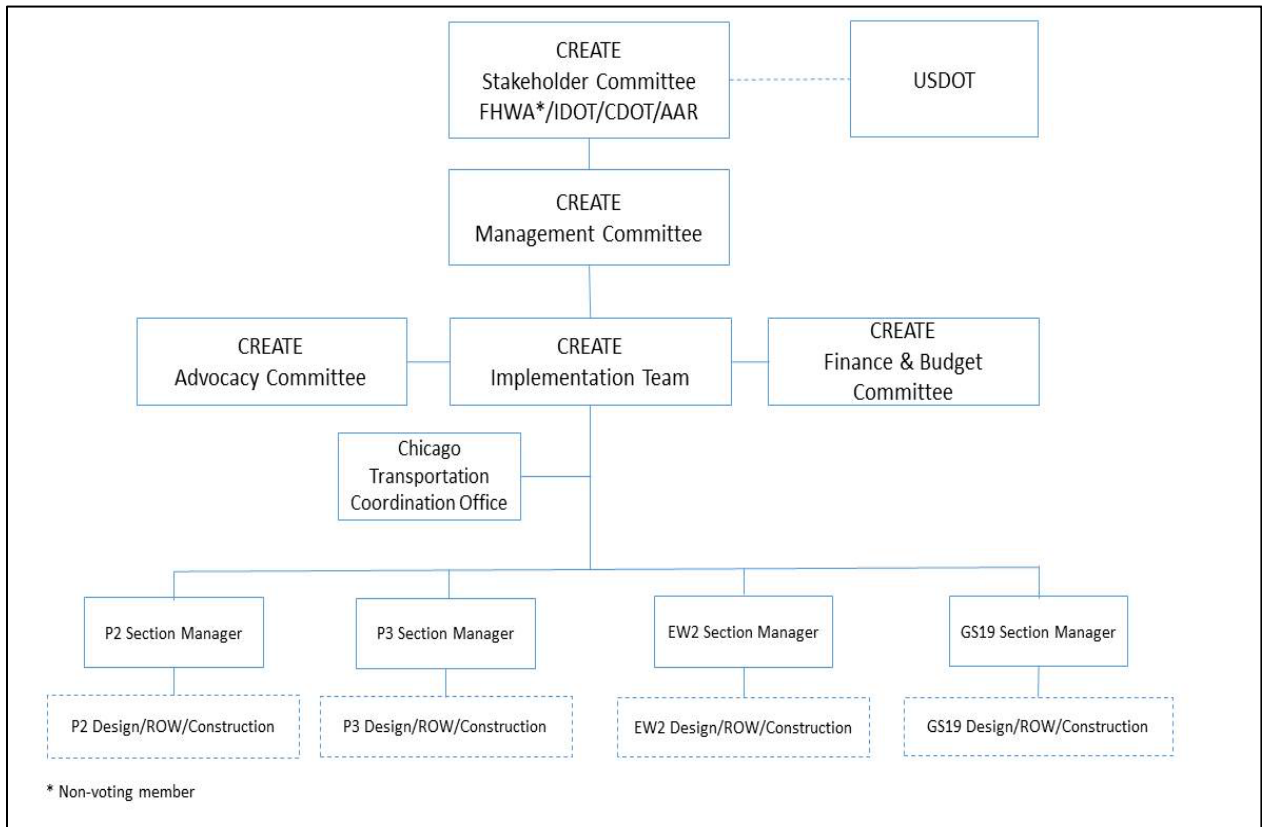 CREATE
Stakeholder Committee
FHWA*/IDOT/CDOT/AAR
USDOT
CREATE
Management Committee
CREATE
Advocacy Committee
CREATE
Implementation Team
CREATE
Finance & Budget
Committee
Chicago
Transportation
Coordination Office
P2 Section Manager
P3 Section Manager
EW2 Section Manager
GS19 Section Manager
P2 Design/ROW/Construction
P3 Design/ROW/Construction
EW2 Design/ROW/Construction
GS19 Design/ROW/Construction
* Non-voting member